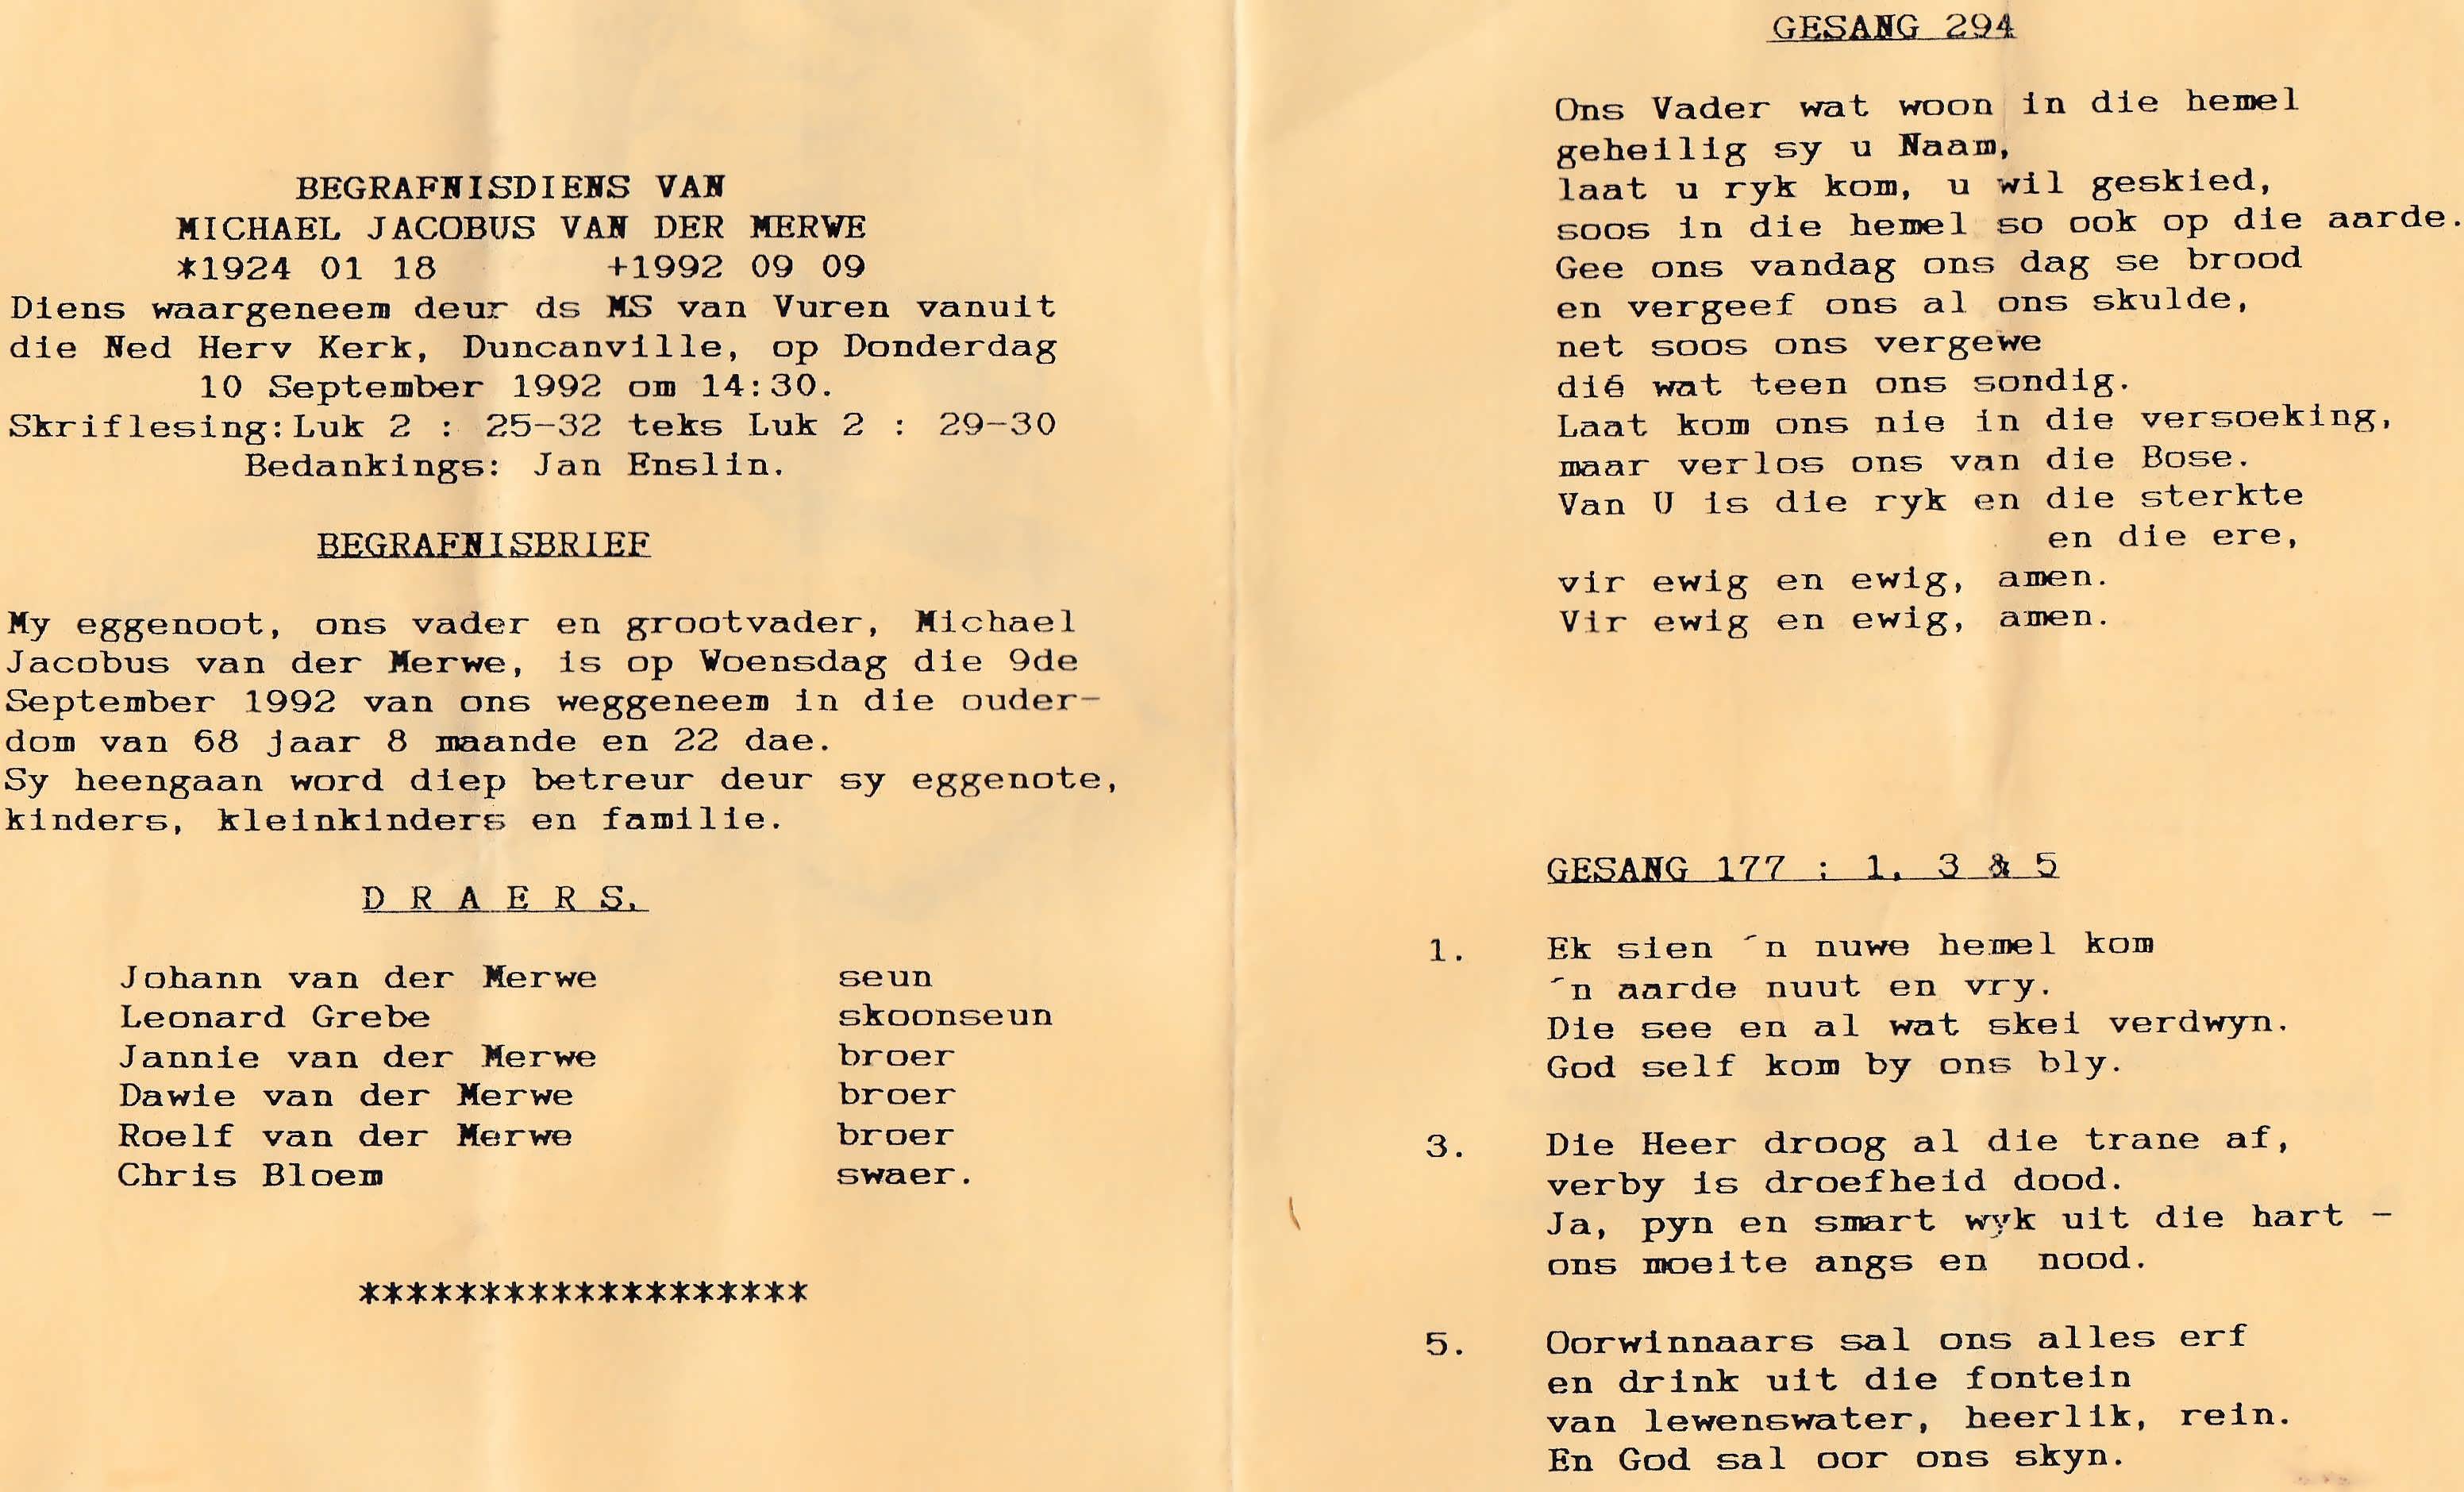 BEGRAFNISDIENS VAN
MICHAEL JACOBUS VAN DER MERWE
*1924 01 18 +1992 09 09
Diens waargeneem deur ds MS van Vuren vanuit
die Ned Herv Kerk, Duncanville, op Donderdag
10 September 1992 om 14:30.
Skriflesing:Luk 2 : 25-32 teks Luk 2 : 29-30
Bedankings: Jan Enslin.
BEGRAFNISBRIEF
My eggenoot, ons vader en grootvader, Michael
Jacobus van der Merwe, is op Woensdag die 9de
September 1992 van ons weggeneem in die ouder-
dom van 68 jaar 8 maande en 22 dae.
Sy heengaan word diep betreur deur sy eggenote,
kinders, kleinkinders en familie.
D R A E R S.
Johann van der Merwe seun
Leonard Grebe skoonseun
Jannie van der Merwe broer
Dawie van der Merwe broer
Roelf van der Merwe broer
Chris Bloem swaer.
*******************
GESANG 294
Ons Vader wat woon in die hemel
geheilig sy u Naam,
laat u ryk kom, u wil geskied,
soos in die hemel so ook op die aarde.
Gee ons vandag ons dag se brood
en vergeef ons al ons skulde,
net soos ons vergewe
dié wat teen ons sondig.
Laat kom ons nie in die versoeking,
maar verlos ons van die Bose.
Van U is die ryk en die sterkte
en die ere,
vir ewig en ewig, amen.
Vir ewig en ewig, amen.
GESANG 177 : 1, 3 & 5
1. Ek sien ´n nuwe hemel kom
´n aarde nuut en vry.
Die see en al wat skei verdwyn.
God self kom by ons bly.
3. Die Heer droog al die trane af,
verby is droefheid dood.
Ja, pyn en smart wyk uit die hart -
ons moeite angs en nood.
5. Oorwinnaars sal ons alles erf
en drink uit die fontein
van lewenswater, heerlik, rein.
En God sal oor ons skyn.